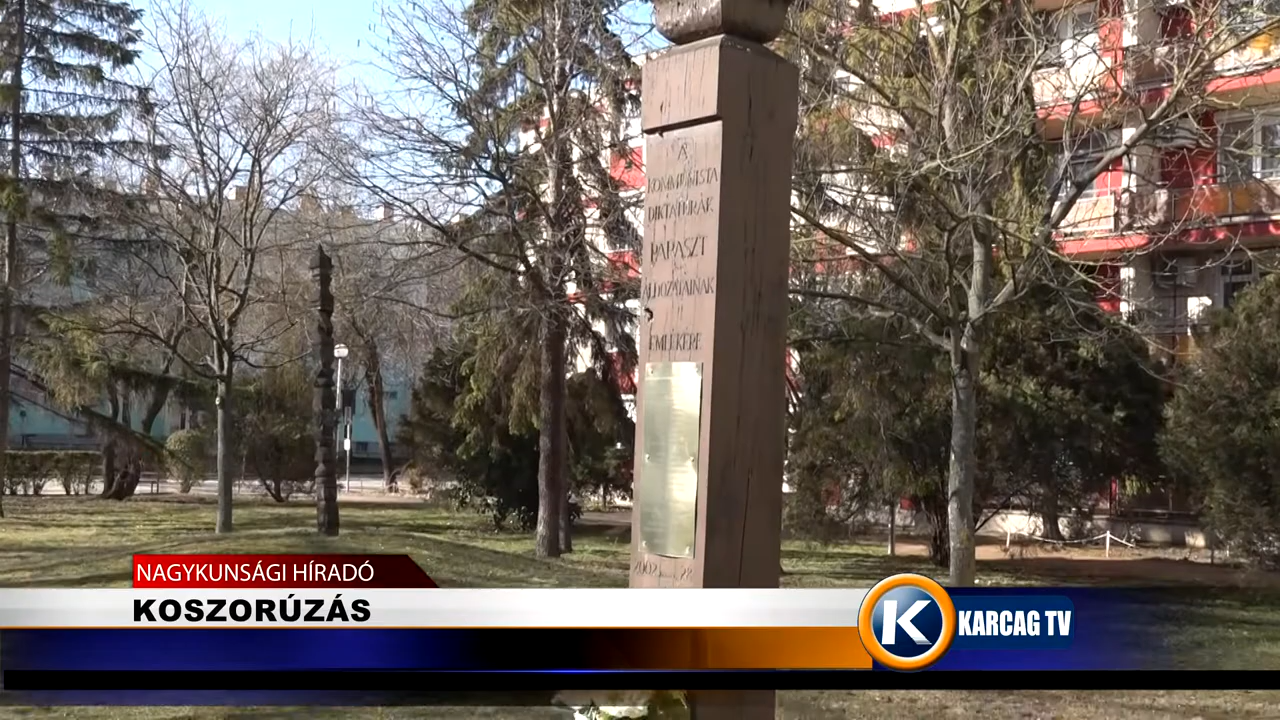 A
KOMMUNISTA
DIKTATÚRÁK
PARASZT
ÁLDOZATAINAK
EMLÉKÉRE
NAGYKUNSÁGI HÍRADÓ
KOSZORÚZÁS
K KARCAG TV